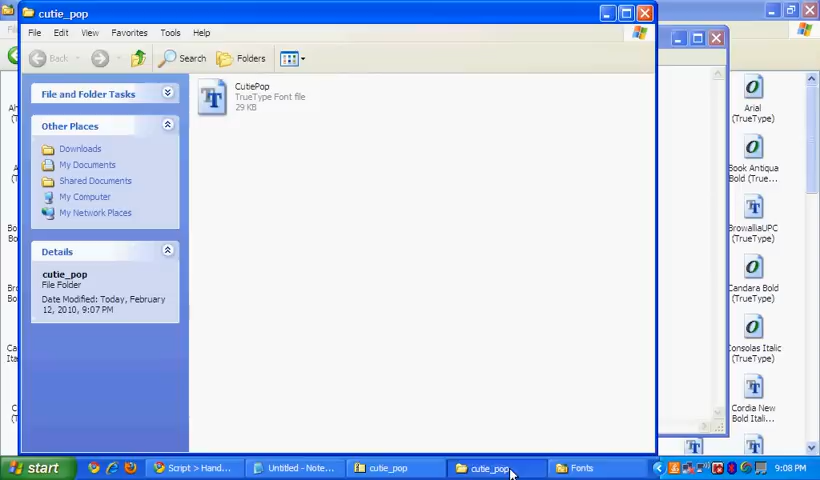 cutie_pop
File Edit View Favorites Tools Help
Back Search Folders
File and Folder Tasks
Other Places
Downloads
My Documents
Shared Documents
My Computer
My Network Places
Details
cutie_pop
File Folder
Date Modified: Today, February
12, 2010, 9:07 PM
CutiePop
TrueType Font file
29 KB
Arial
(TrueType)
Book Antiqua
Bold (True...
BrowalliaUPC
(TrueType)
Candara Bold
(TrueType)
Consolas Italic
(TrueType)
Cordia New
Bold Itali...
start Script > Hand... Untitled - Note... cutie_pop cutie_pop Fonts 9:08 PM